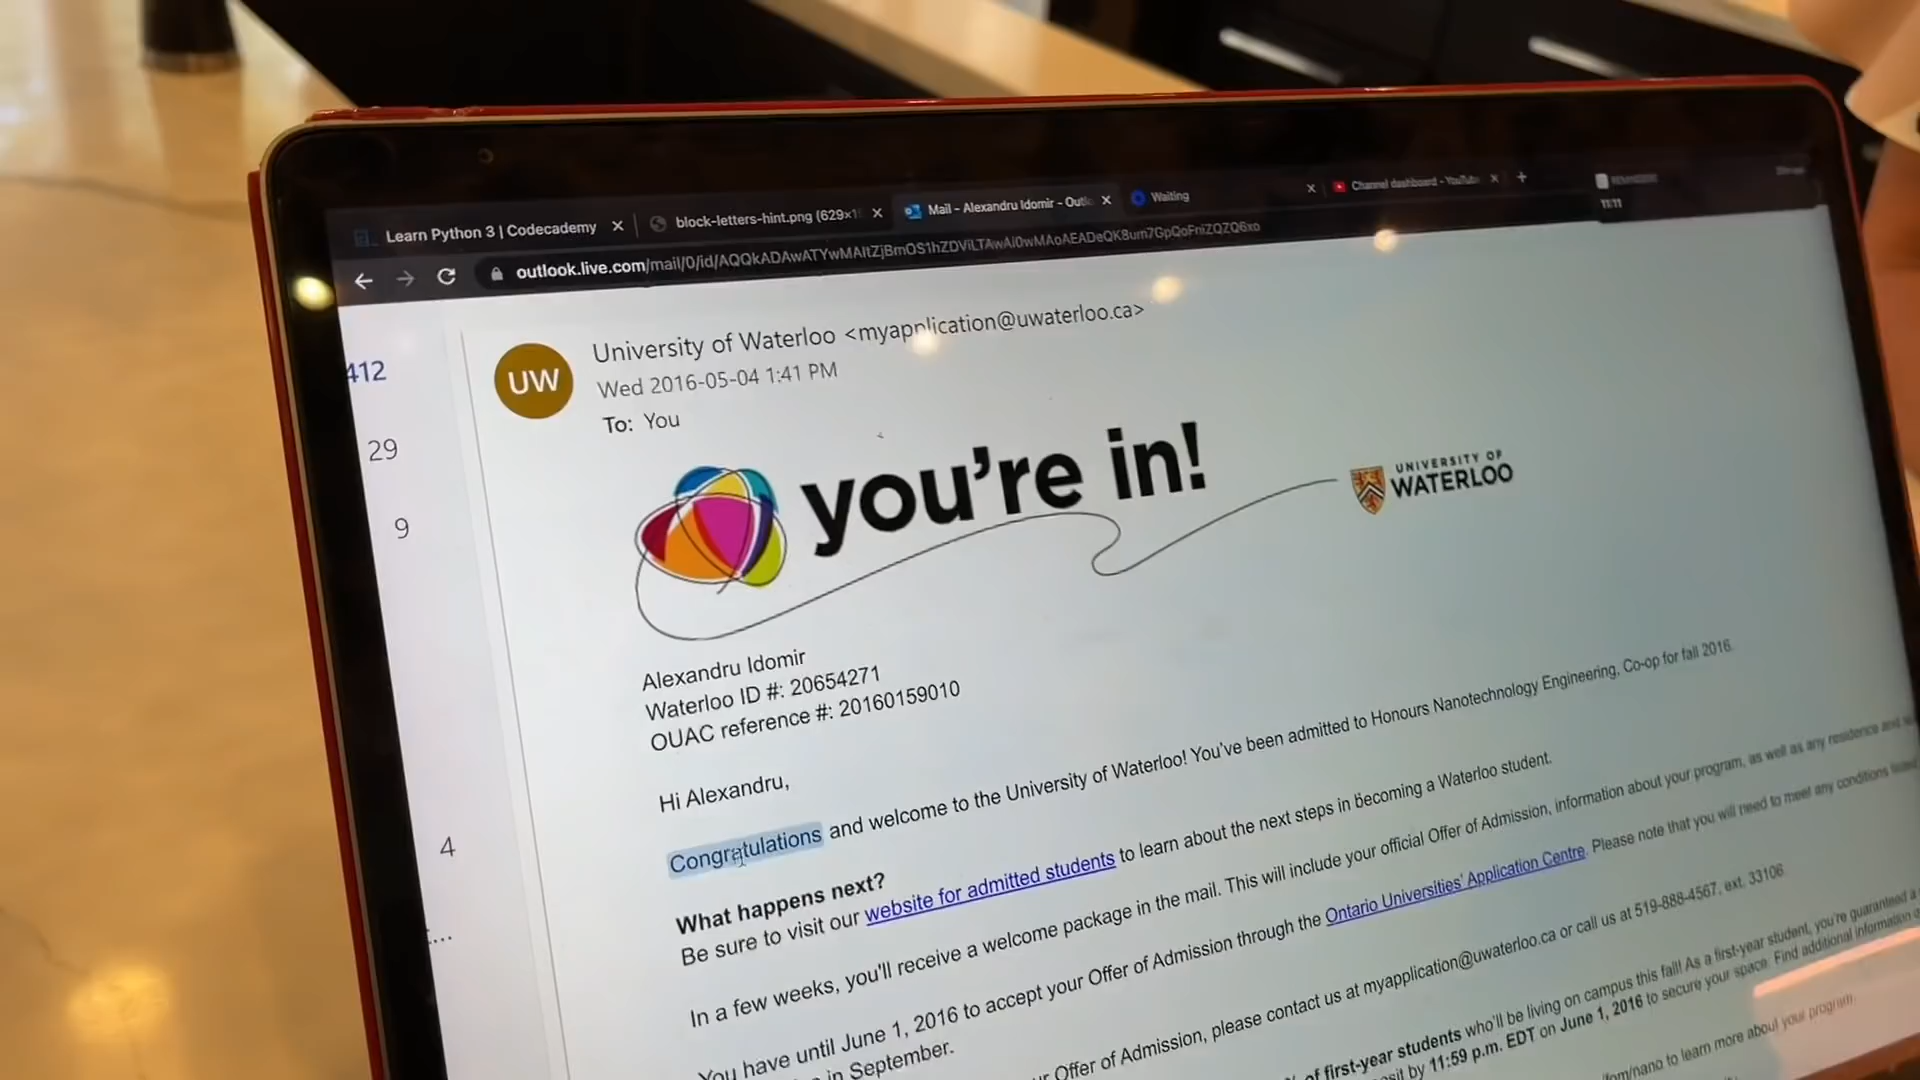 Learn Python 3 | Codecademy
block-letters-hint.png (629×1
Mail - Alexandru Idomir - Outlo
Waiting
Channel dashboard - YouTube
outlook.live.com/mail/0/id/
11:11
412
29
9
4
...
UW
University of Waterloo <myapplication@uwaterloo.ca>
Wed 2016-05-04 1:41 PM
To: You
you're in!
UNIVERSITY OF
WATERLOO
Alexandru Idomir
Waterloo ID #: 20654271
OUAC reference #: 20160159010
Hi Alexandru,
Congratulations and welcome to the University of Waterloo! You've been admitted to Honours Nanotechnology Engineering, Co-op for fall 2016.
What happens next?
Be sure to visit our website for admitted students to learn about the next steps in becoming a Waterloo student.
In a few weeks, you'll receive a welcome package in the mail. This will include your official Offer of Admission, information about your program, as well as any residence and
You have until June 1, 2016 to accept your Offer of Admission through the Ontario Universities' Application Centre. Please note that you will need to meet any conditions listed
in September.
Offer of Admission, please contact us at myapplication@uwaterloo.ca or call us at 519-888-4567, ext. 33106.
of first-year students who'll be living on campus this fall! As a first-year student, you're guaranteed a
by 11:59 p.m. EDT on June 1, 2016 to secure your space. Find additional information
/nano to learn more about your program.